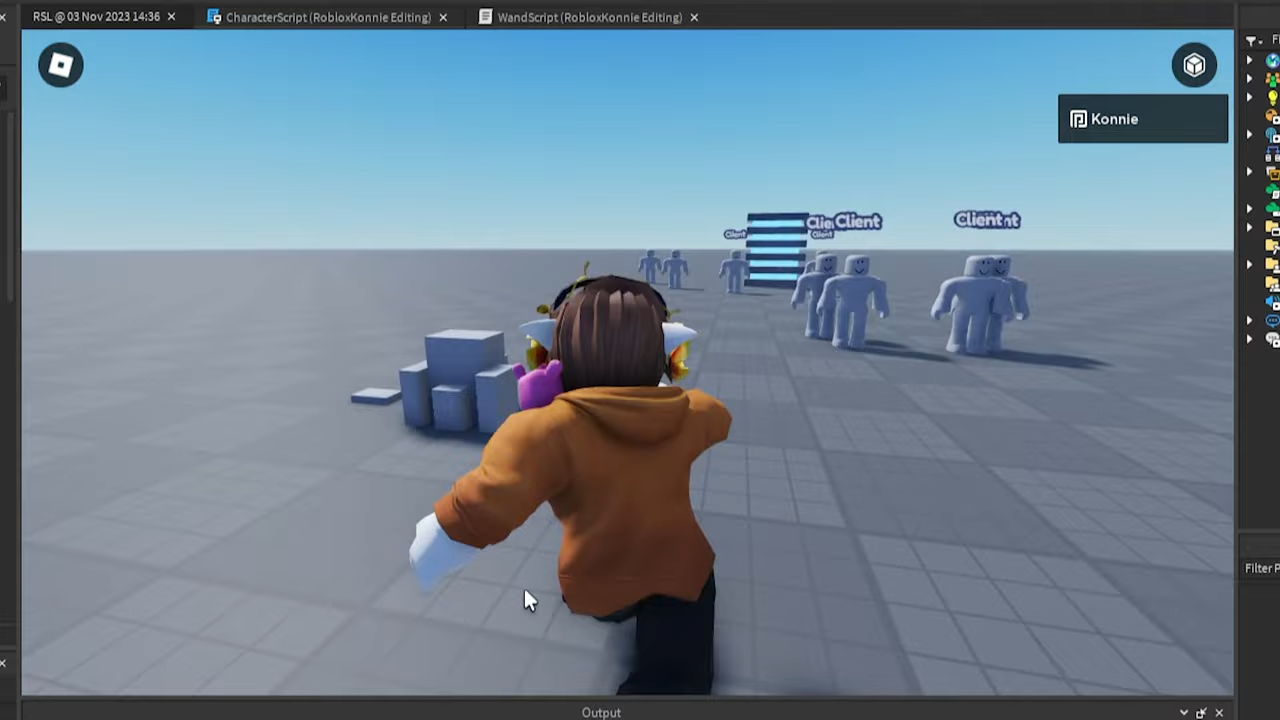 RSL @ 03 Nov 2023 14:36
CharacterScript (RobloxKonnie Editing)
WandScript (RobloxKonnie Editing)
Konnie
Client
Clie
Client
Client
Client
nt
Filter P
Output